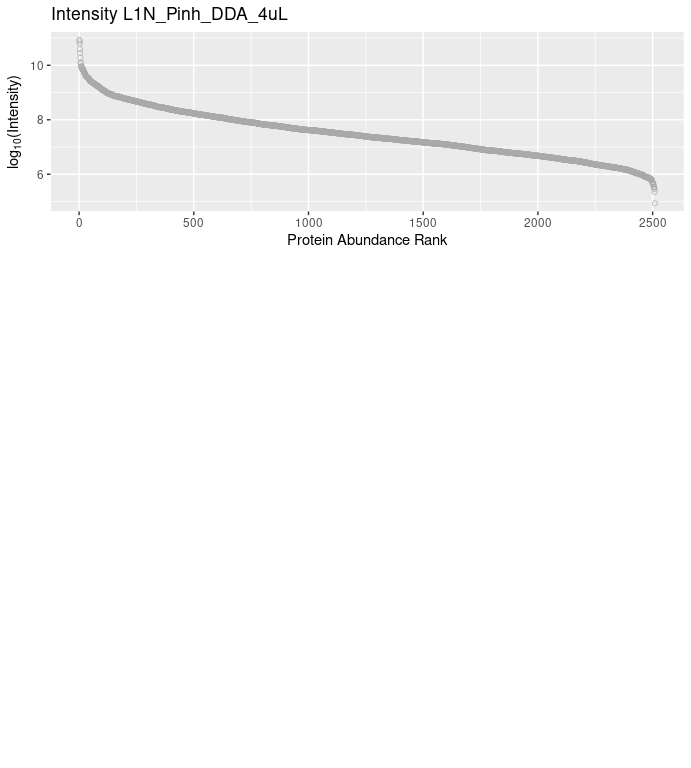 Intensity L1N_Pinh_DDA_4uL
log10(Intensity)
10
8
6
0 500 1000 1500 2000 2500
Protein Abundance Rank